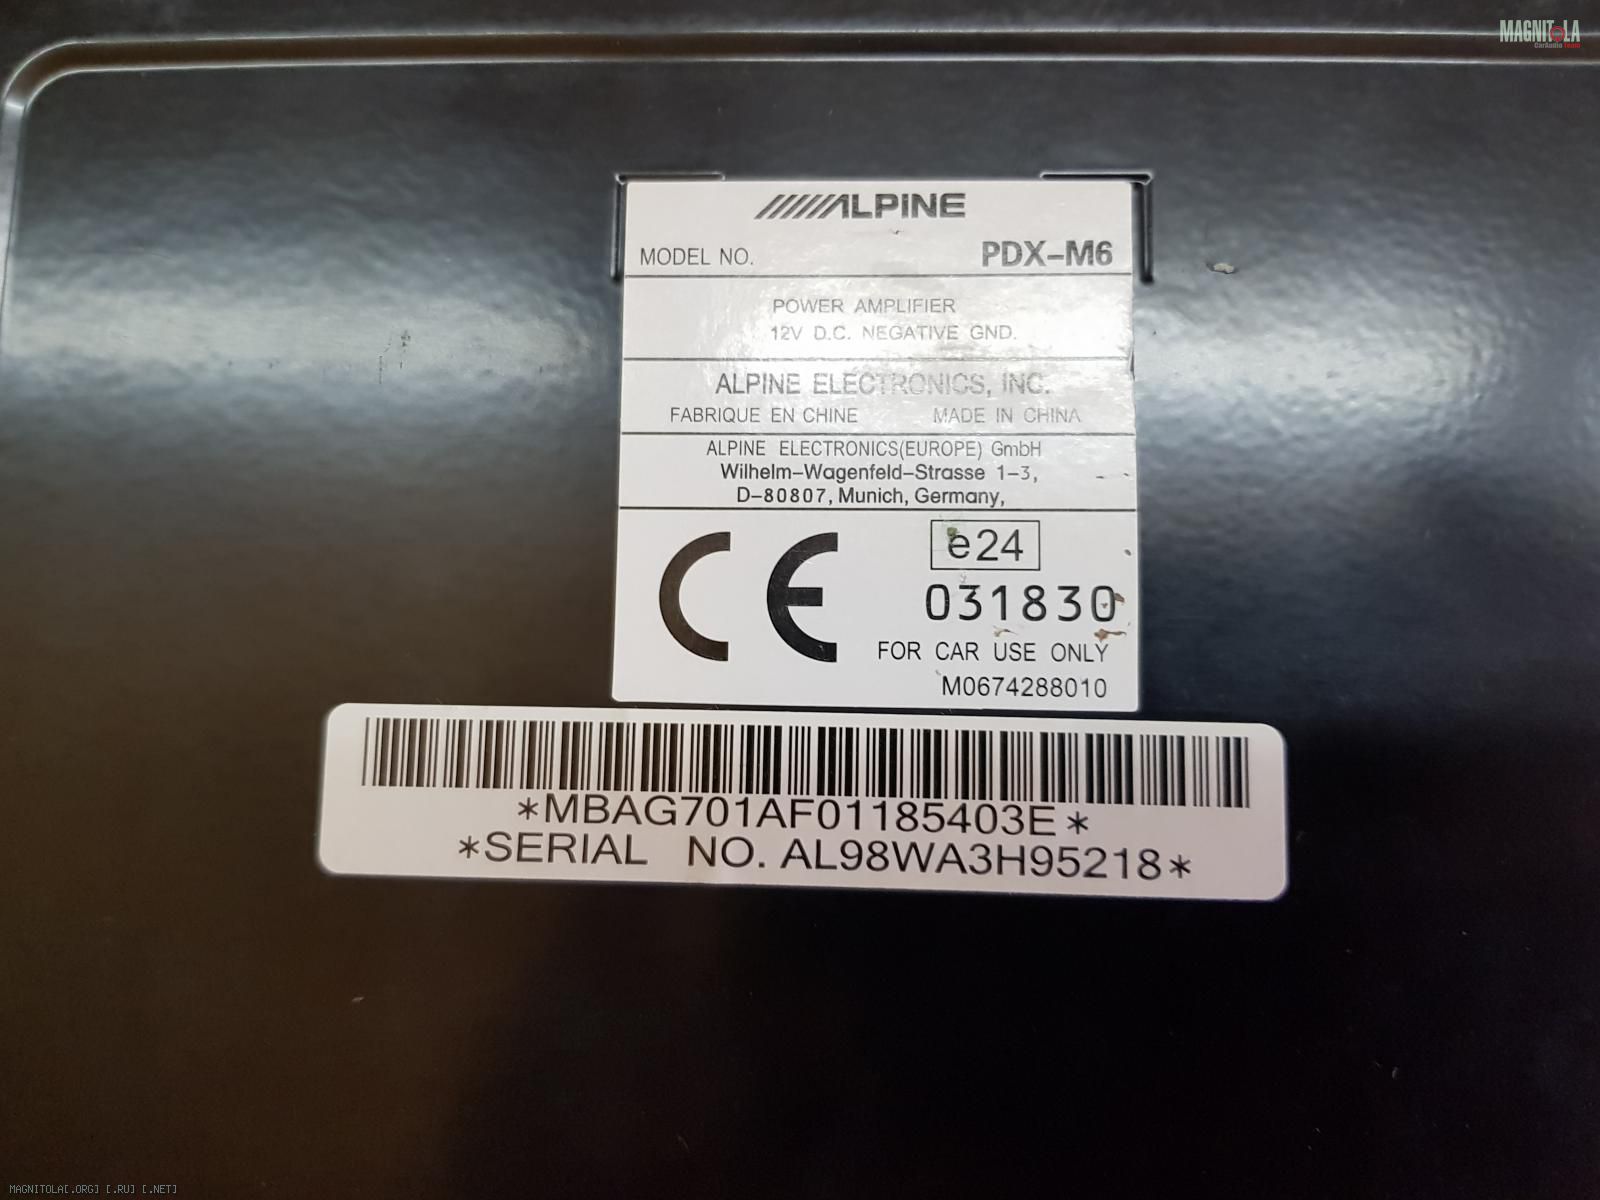 MAGNITOLA
CarAudio Team
ALPINE
MODEL NO. PDX-M6
POWER AMPLIFIER
12V D.C. NEGATIVE GND.
ALPINE ELECTRONICS, INC.
FABRIQUE EN CHINE MADE IN CHINA
ALPINE ELECTRONICS(EUROPE) GmbH
Wilhelm-Wagenfeld-Strasse 1-3,
D-80807, Munich, Germany,
CE e24
031830
FOR CAR USE ONLY
M0674288010
*MBAG701AF01185403E*
*SERIAL NO. AL98WA3H95218*
MAGNITOLA[.ORG] [.RU] [.NET]